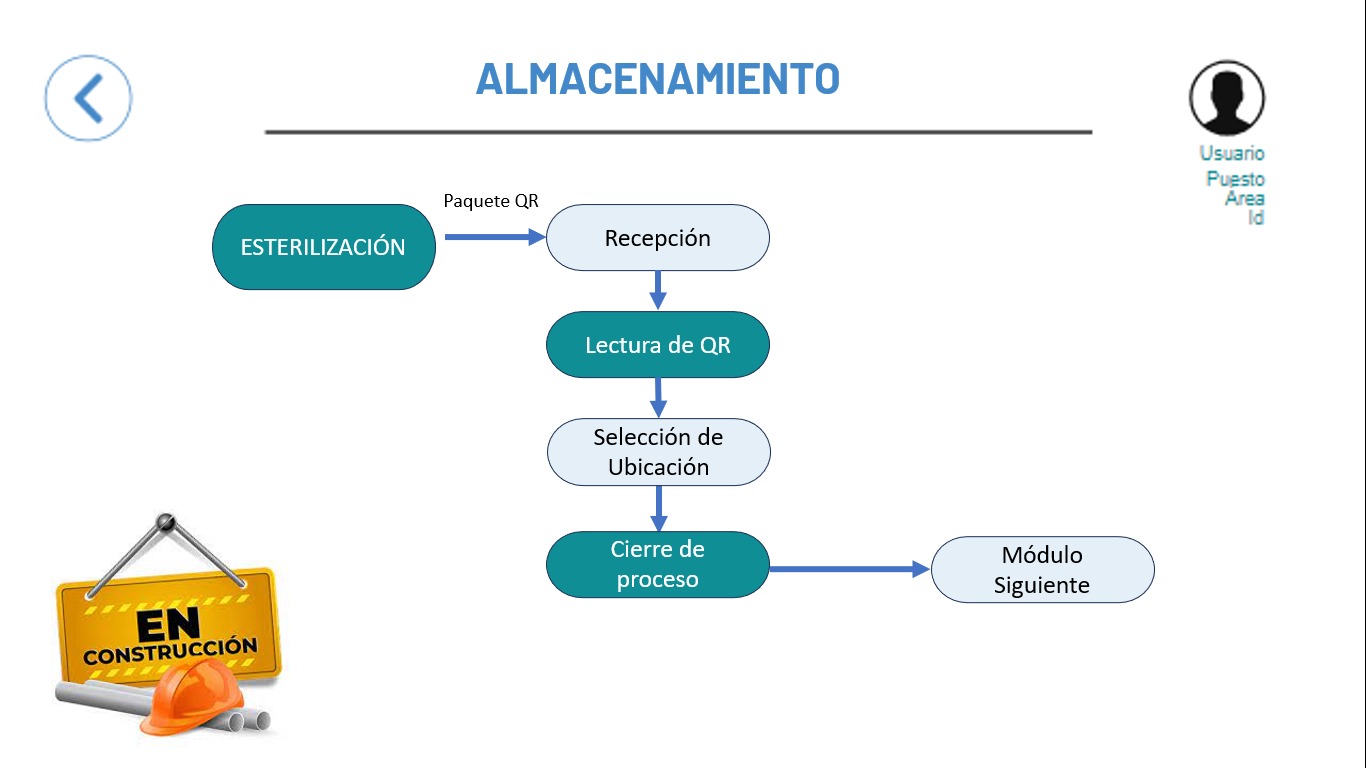 ALMACENAMIENTO
Usuario
Puesto
Area
Id
Paquete QR
ESTERILIZACIÓN
Recepción
Lectura de QR
Selección de
Ubicación
Cierre de
proceso
Módulo
Siguiente
EN
CONSTRUCCIÓN